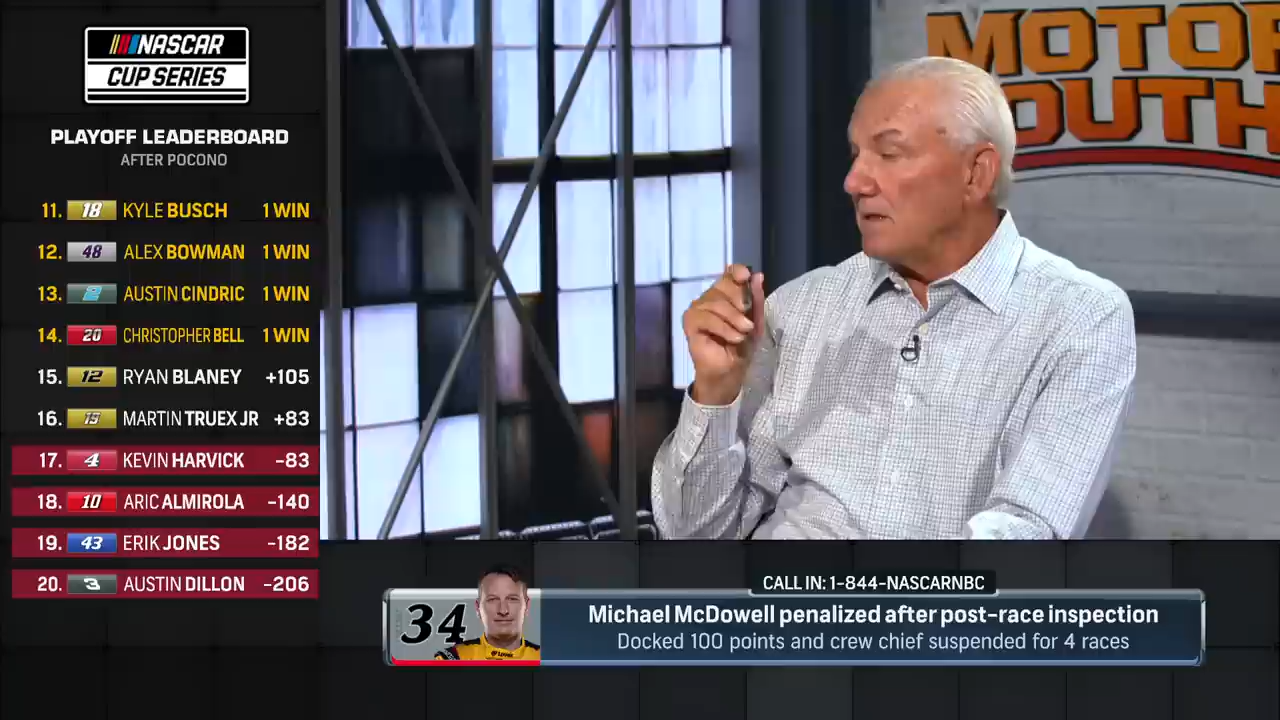 NASCAR
CUP SERIES
PLAYOFF LEADERBOARD
AFTER POCONO
11. 18 KYLE BUSCH 1 WIN
12. 48 ALEX BOWMAN 1 WIN
13. 2 AUSTIN CINDRIC 1 WIN
14. 20 CHRISTOPHER BELL 1 WIN
15. 12 RYAN BLANEY +105
16. 19 MARTIN TRUEX JR +83
17. 4 KEVIN HARVICK -83
18. 10 ARIC ALMIROLA -140
19. 43 ERIK JONES -182
20. 3 AUSTIN DILLON -206
MOTOR
OUTH
CALL IN: 1-844-NASCARNBC
34
Michael McDowell penalized after post-race inspection
Docked 100 points and crew chief suspended for 4 races